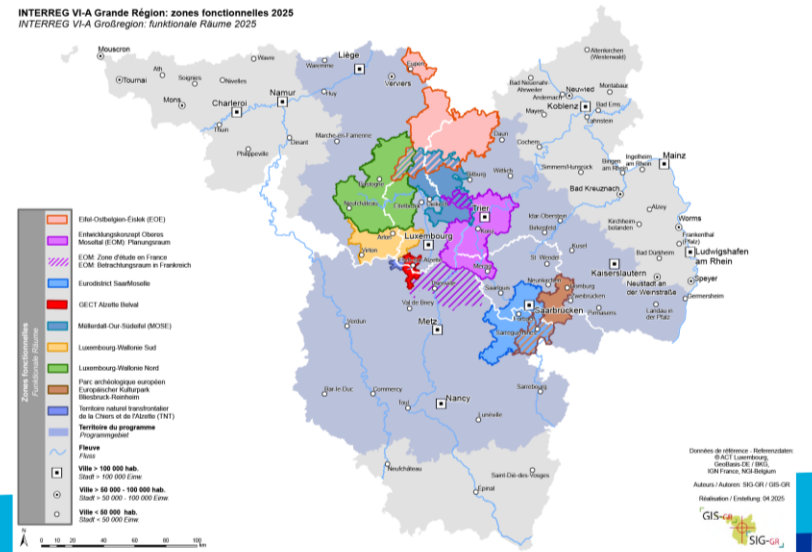 INTERREG VI-A Grande Région: zones fonctionnelles 2025
INTERREG VI-A Großregion: funktionale Räume 2025
Mouscron
Tournai
Ath
Soignies
Nivelles
Wavre
Mons
Charleroi
Namur
Thuin
Philippeville
Dinant
Waremme
Liège
Huy
Verviers
Eupen
Marche-en-Famenne
Bastogne
Neufchâteau
Arlon
Virton
Luxembourg
Daun
Bitburg
Wittlich
Trier
Cochem
Mayen
Andernach
Neuwied
Koblenz
Bad Ems
Lahnstein
Montabaur
Altenkirchen
(Westerwald)
Bad Neuenahr
Ahrweiler
Simmern/Hunsrück
Bingen
am Rhein
Ingelheim
am Rhein
Mainz
Bad Kreuznach
Alzey
Worms
Idar-Oberstein
Birkenfeld
Kirchheim
bolanden
Frankenthal
(Pfalz)
Ludwigshafen
am Rhein
Bad Dürkheim
Kusel
St. Wendel
Kaiserslautern
Neustadt an
der Weinstraße
Speyer
Germersheim
Landau in
der Pfalz
Pirmasens
Neunkirchen
Homburg
Zweibrücken
Merzig
Saarlouis
Saarbrücken
Sarreguemines
Thionville
Val de Briey
Metz
Verdun
Bar-le-Duc
Commercy
Toul
Nancy
Lunéville
Sarrebourg
Neufchâteau
Epinal
Saint-Dié-des-Vosges
Zones fonctionnelles
Funktionale Räume
Eifel-Ostbelgien-Éislek (EOE)
Entwicklungskonzept Oberes
Moseltal (EOM): Planungsraum
EOM: Zone d'étude en France
EOM: Betrachtungsraum in Frankreich
Eurodistrict SaarMoselle
GECT Alzette Belval
Müllerdall-Our-Südeifel (MOSE)
Luxembourg-Wallonie Sud
Luxembourg-Wallonie Nord
Parc archéologique européen
Europäischer Kulturpark
Bliesbruck-Reinheim
Territoire naturel transfrontalier
de la Chiers et de l'Alzette (TNT)
Territoire du programme
Programmgebiet
Fleuve
Fluss
Ville > 100 000 hab.
Stadt > 100 000 Einw.
Ville > 50 000 - 100 000 hab.
Stadt > 50 000 - 100 000 Einw.
Ville < 50 000 hab.
Stadt < 50 000 Einw.
N
0 10 20 40 60 80 100
km
Données de référence - Referenzdaten:
© ACT Luxembourg,
GeoBasis-DE / BKG,
IGN France, NGI-Belgium
Auteurs / Autoren: SIG-GR / GIS-GR
Réalisation / Erstellung: 04.2025
GIS-GR
SIG-GR